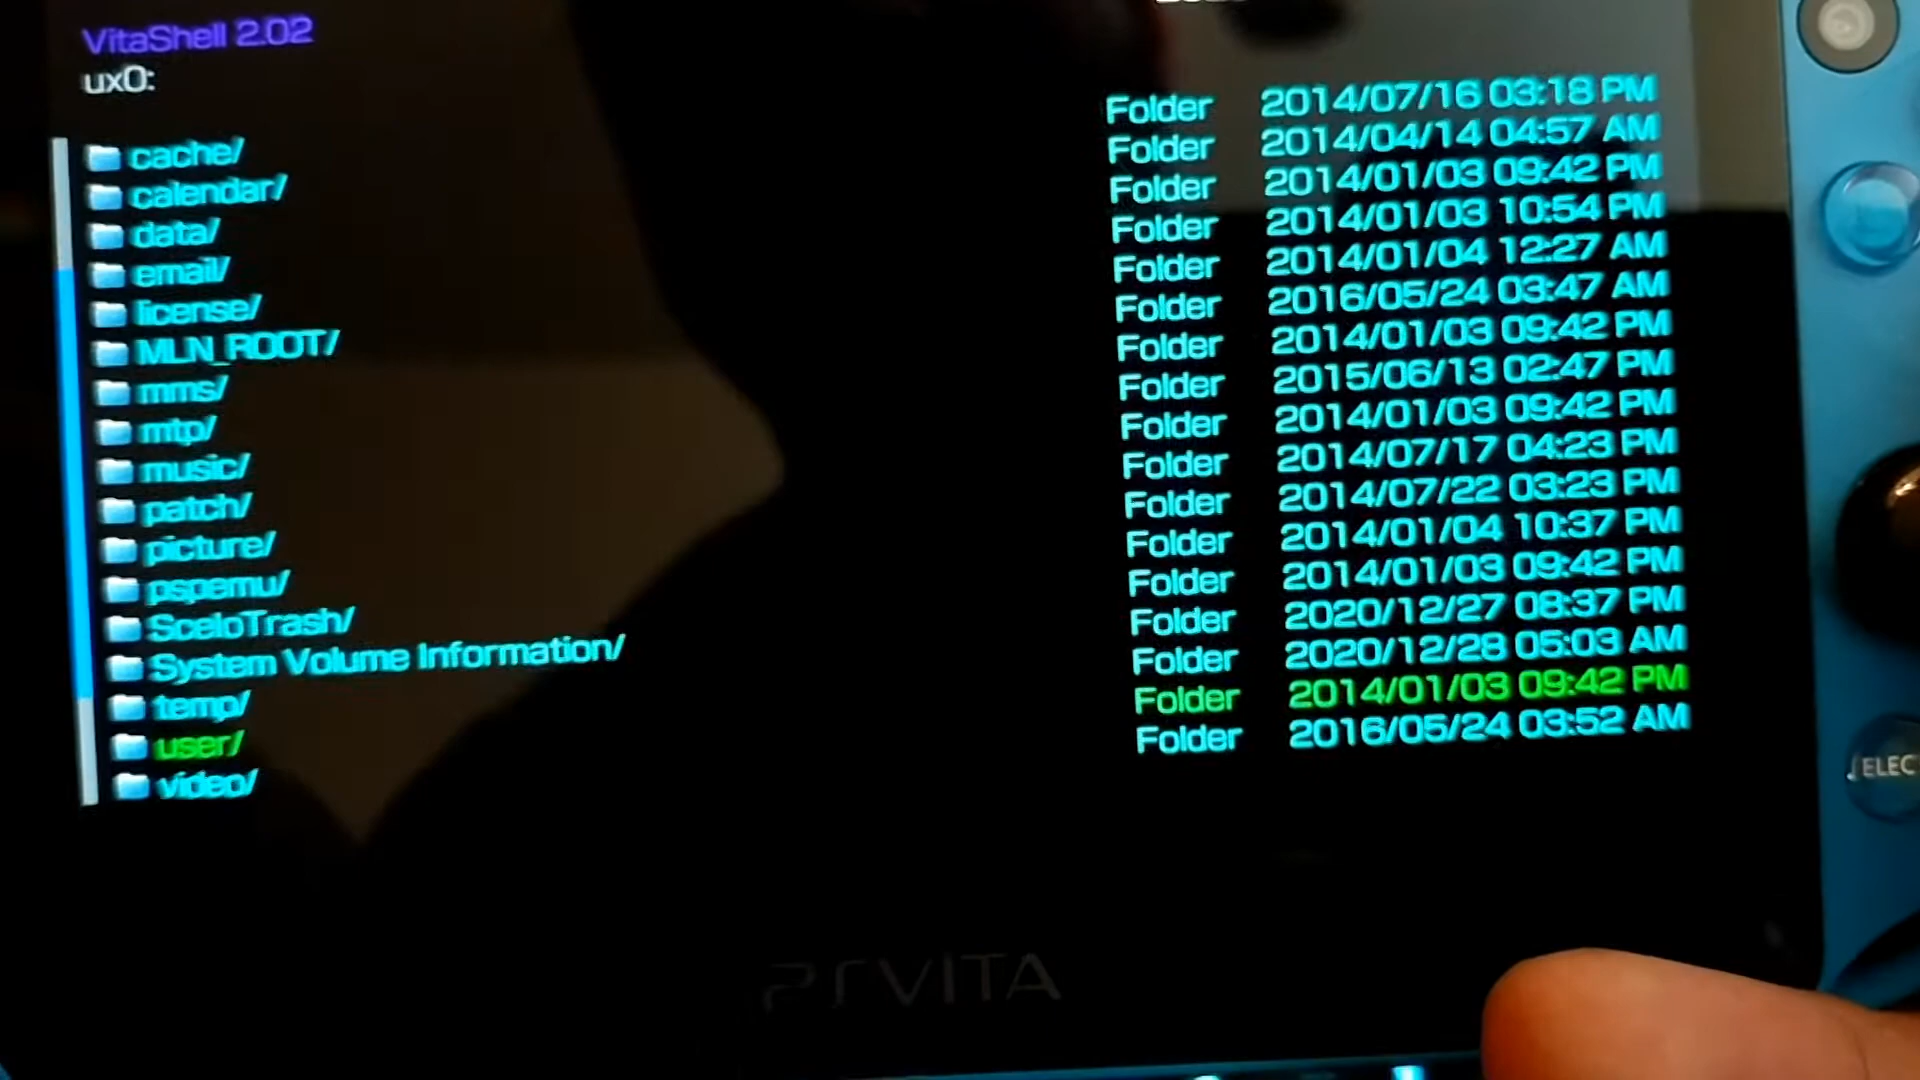 VitaShell 2.02
ux0:
cache/ Folder 2014/07/16 03:18 PM
calendar/ Folder 2014/04/14 04:57 AM
data/ Folder 2014/01/03 09:42 PM
email/ Folder 2014/01/03 10:54 PM
license/ Folder 2014/01/04 12:27 AM
MLN_ROOT/ Folder 2016/05/24 03:47 AM
mms/ Folder 2014/01/03 09:42 PM
mtp/ Folder 2015/06/13 02:47 PM
music/ Folder 2014/01/03 09:42 PM
patch/ Folder 2014/07/17 04:23 PM
picture/ Folder 2014/07/22 03:23 PM
pspemu/ Folder 2014/01/04 10:37 PM
SceIoTrash/ Folder 2014/01/03 09:42 PM
System Volume Information/ Folder 2020/12/27 08:37 PM
temp/ Folder 2020/12/28 05:03 AM
user/ Folder 2014/01/03 09:42 PM
video/ Folder 2016/05/24 03:52 AM
PSVITA